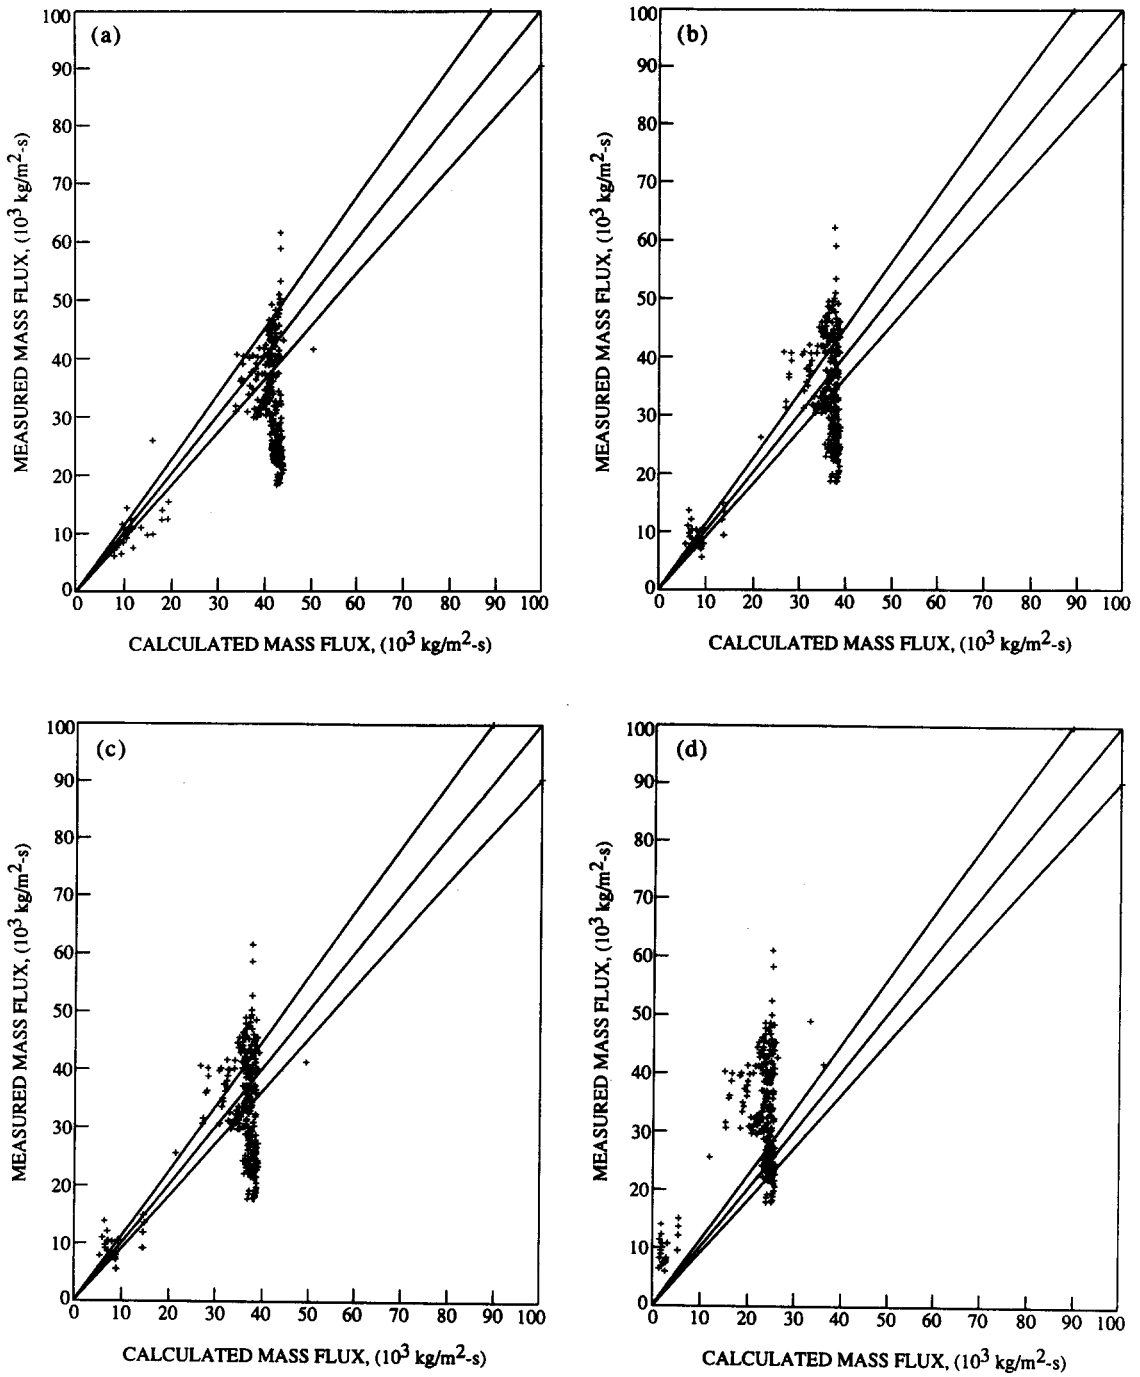 (a)
100
90
80
70
60
50
40
30
20
10
0
MEASURED MASS FLUX, (10³ kg/m²-s)
0 10 20 30 40 50 60 70 80 90 100
CALCULATED MASS FLUX, (10³ kg/m²-s)
(b)
100
90
80
70
60
50
40
30
20
10
0
MEASURED MASS FLUX, (10³ kg/m²-s)
0 10 20 30 40 50 60 70 80 90 100
CALCULATED MASS FLUX, (10³ kg/m²-s)
(c)
100
90
80
70
60
50
40
30
20
10
0
MEASURED MASS FLUX, (10³ kg/m²-s)
0 10 20 30 40 50 60 70 80 90 100
CALCULATED MASS FLUX, (10³ kg/m²-s)
(d)
100
90
80
70
60
50
40
30
20
10
0
MEASURED MASS FLUX, (10³ kg/m²-s)
0 10 20 30 40 50 60 70 80 90 100
CALCULATED MASS FLUX, (10³ kg/m²-s)